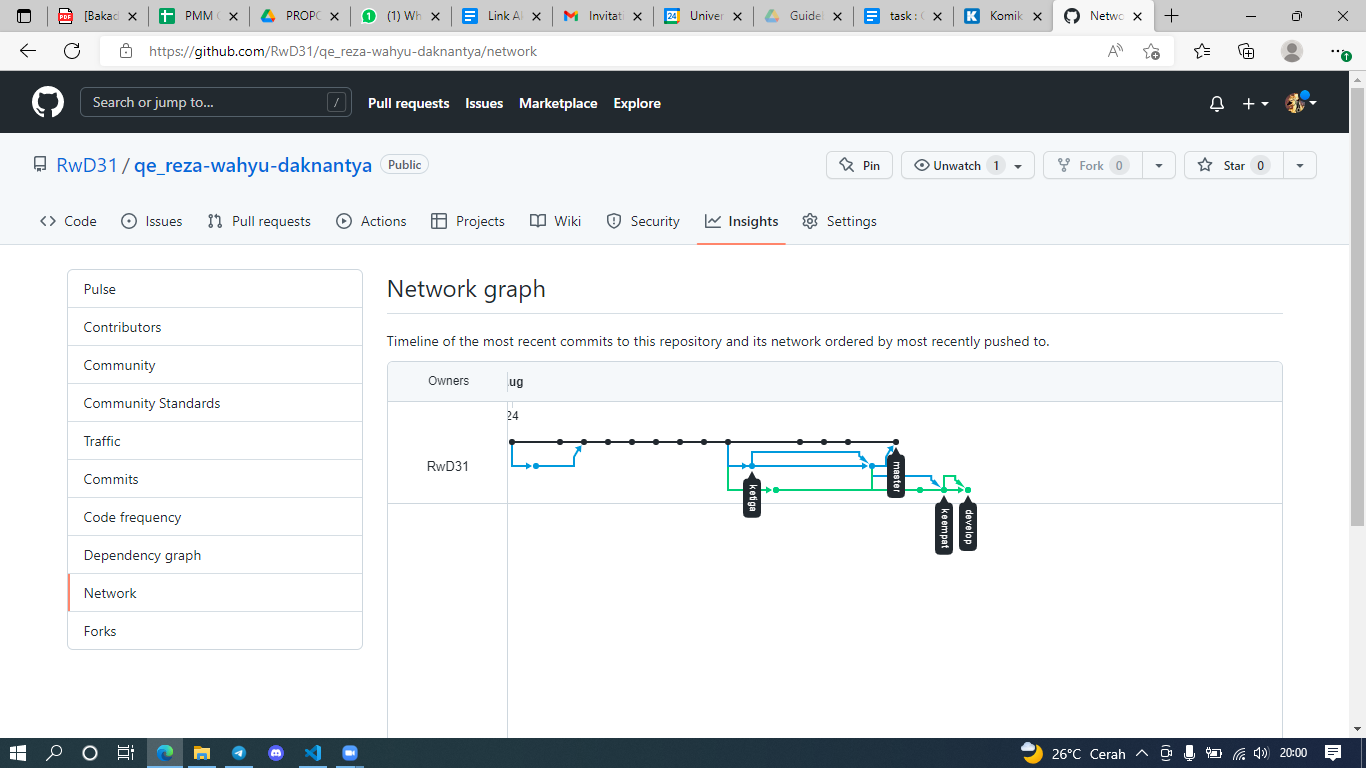 [Bakad
PMM
PROPO
(1) Wh
Link Al
Invitati
Univer
Guidel
task :
Komik
Netwo
https://github.com/RwD31/qe_reza-wahyu-daknantya/network
Search or jump to...
/
Pull requests
Issues
Marketplace
Explore
RwD31 / qe_reza-wahyu-daknantya
Public
Pin
Unwatch 1
Fork 0
Star 0
Code
Issues
Pull requests
Actions
Projects
Wiki
Security
Insights
Settings
Pulse
Contributors
Community
Community Standards
Traffic
Commits
Code frequency
Dependency graph
Network
Forks
Network graph
Timeline of the most recent commits to this repository and its network ordered by most recently pushed to.
Owners
ug
24
RwD31
master
ketiga
keempat
develop
26°C Cerah
20:00